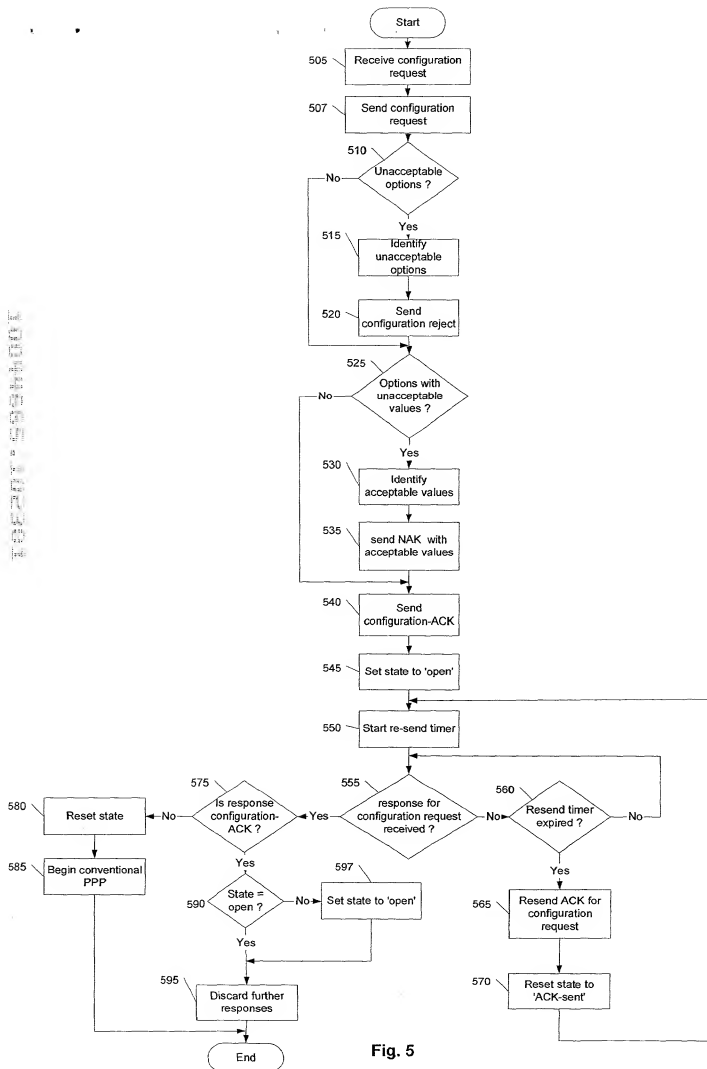 Start
505
Receive configuration
request
507
Send configuration
request
510
Unacceptable
options ?
No
Yes
515
Identify
unacceptable
options
520
Send
configuration reject
525
Options with
unacceptable
values ?
No
Yes
530
Identify
acceptable values
535
send NAK with
acceptable values
540
Send
configuration-ACK
545
Set state to 'open'
550
Start re-send timer
555
response for
configuration request
received ?
Yes
No
560
Resend timer
expired ?
No
Yes
565
Resend ACK for
configuration
request
570
Reset state to
'ACK-sent'
575
Is response
configuration-
ACK ?
No
Yes
580
Reset state
585
Begin conventional
PPP
590
State =
open ?
No
Yes
597
Set state to 'open'
595
Discard further
responses
End
Fig. 5